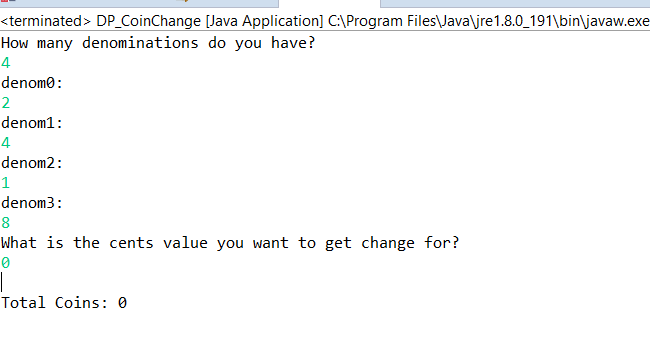 <terminated> DP_CoinChange [Java Application] C:\Program Files\Java\jre1.8.0_191\bin\javaw.exe
How many denominations do you have?
4
denom0:
2
denom1:
4
denom2:
1
denom3:
8
What is the cents value you want to get change for?
0
Total Coins: 0